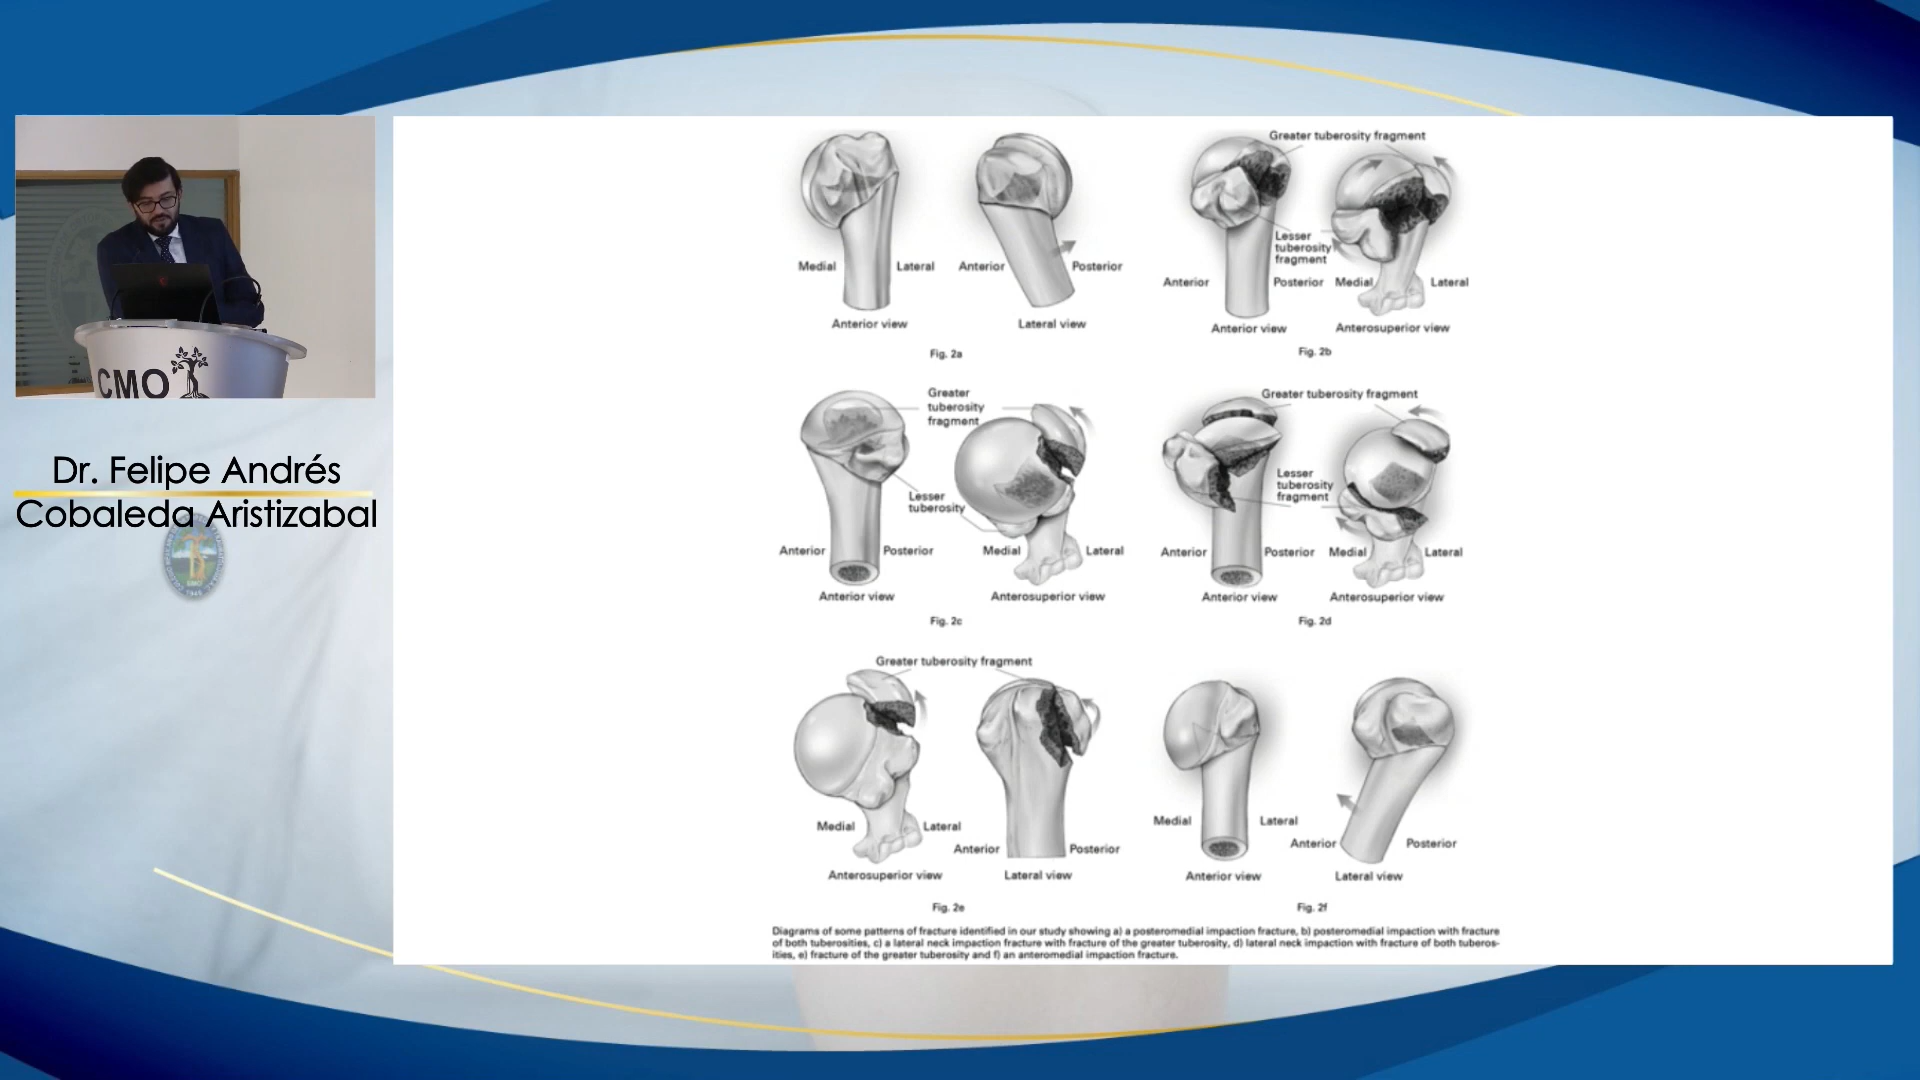 CMO
Dr. Felipe Andrés
Cobaleda Aristizabal
Medial
Lateral
Anterior
Posterior
Anterior view
Lateral view
Fig. 2a
Greater tuberosity fragment
Lesser
tuberosity
fragment
Anterior
Posterior
Medial
Lateral
Anterior view
Anterosuperior view
Fig. 2b
Greater
tuberosity
fragment
Lesser
tuberosity
Anterior
Posterior
Medial
Lateral
Anterior view
Anterosuperior view
Fig. 2c
Greater tuberosity fragment
Lesser
tuberosity
fragment
Anterior
Posterior
Medial
Lateral
Anterior view
Anterosuperior view
Fig. 2d
Greater tuberosity fragment
Medial
Lateral
Anterior
Posterior
Anterosuperior view
Lateral view
Fig. 2e
Medial
Lateral
Anterior
Posterior
Anterior view
Lateral view
Fig. 2f
Diagrams of some patterns of fracture identified in our study showing a) a posteromedial impaction fracture, b) posteromedial impaction with fracture
of both tuberosities, c) a lateral neck impaction fracture with fracture of the greater tuberosity, d) lateral neck impaction with fracture of both tuberos-
ities, e) fracture of the greater tuberosity and f) an anteromedial impaction fracture.